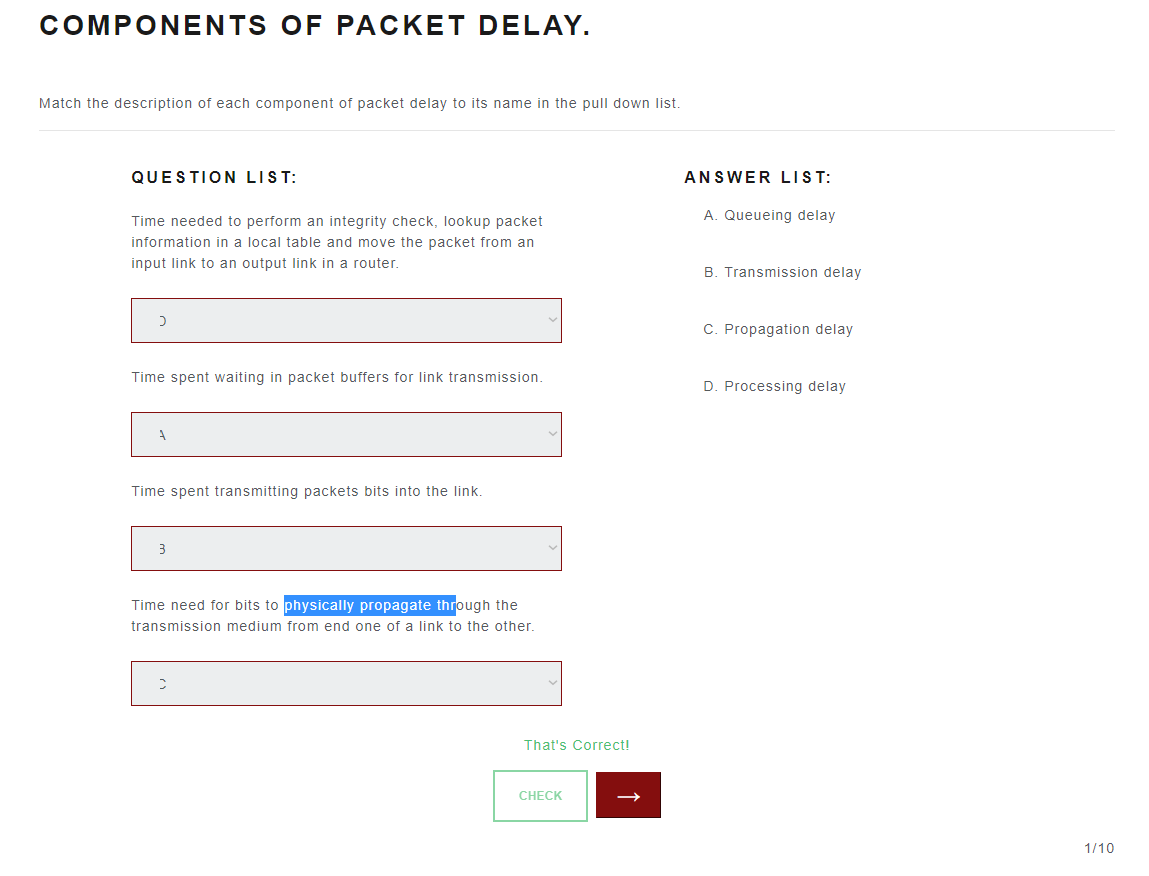 COMPONENTS OF PACKET DELAY.
Match the description of each component of packet delay to its name in the pull down list.
QUESTION LIST:
Time needed to perform an integrity check, lookup packet
information in a local table and move the packet from an
input link to an output link in a router.
D
Time spent waiting in packet buffers for link transmission.
A
Time spent transmitting packets bits into the link.
B
Time need for bits to physically propagate through the
transmission medium from end one of a link to the other.
C
ANSWER LIST:
A. Queueing delay
B. Transmission delay
C. Propagation delay
D. Processing delay
That's Correct!
CHECK
→
1/10